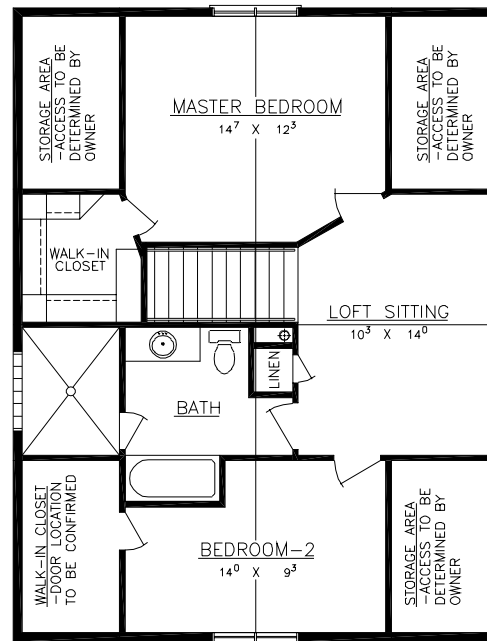 STORAGE AREA
-ACCESS TO BE
DETERMINED BY
OWNER
MASTER BEDROOM
14⁷ X 12³
STORAGE AREA
-ACCESS TO BE
DETERMINED BY
OWNER
WALK-IN
CLOSET
LOFT SITTING
10³ X 14⁰
LINEN
BATH
WALK-IN CLOSET
-DOOR LOCATION
TO BE CONFIRMED
BEDROOM-2
14⁰ X 9³
STORAGE AREA
-ACCESS TO BE
DETERMINED BY
OWNER